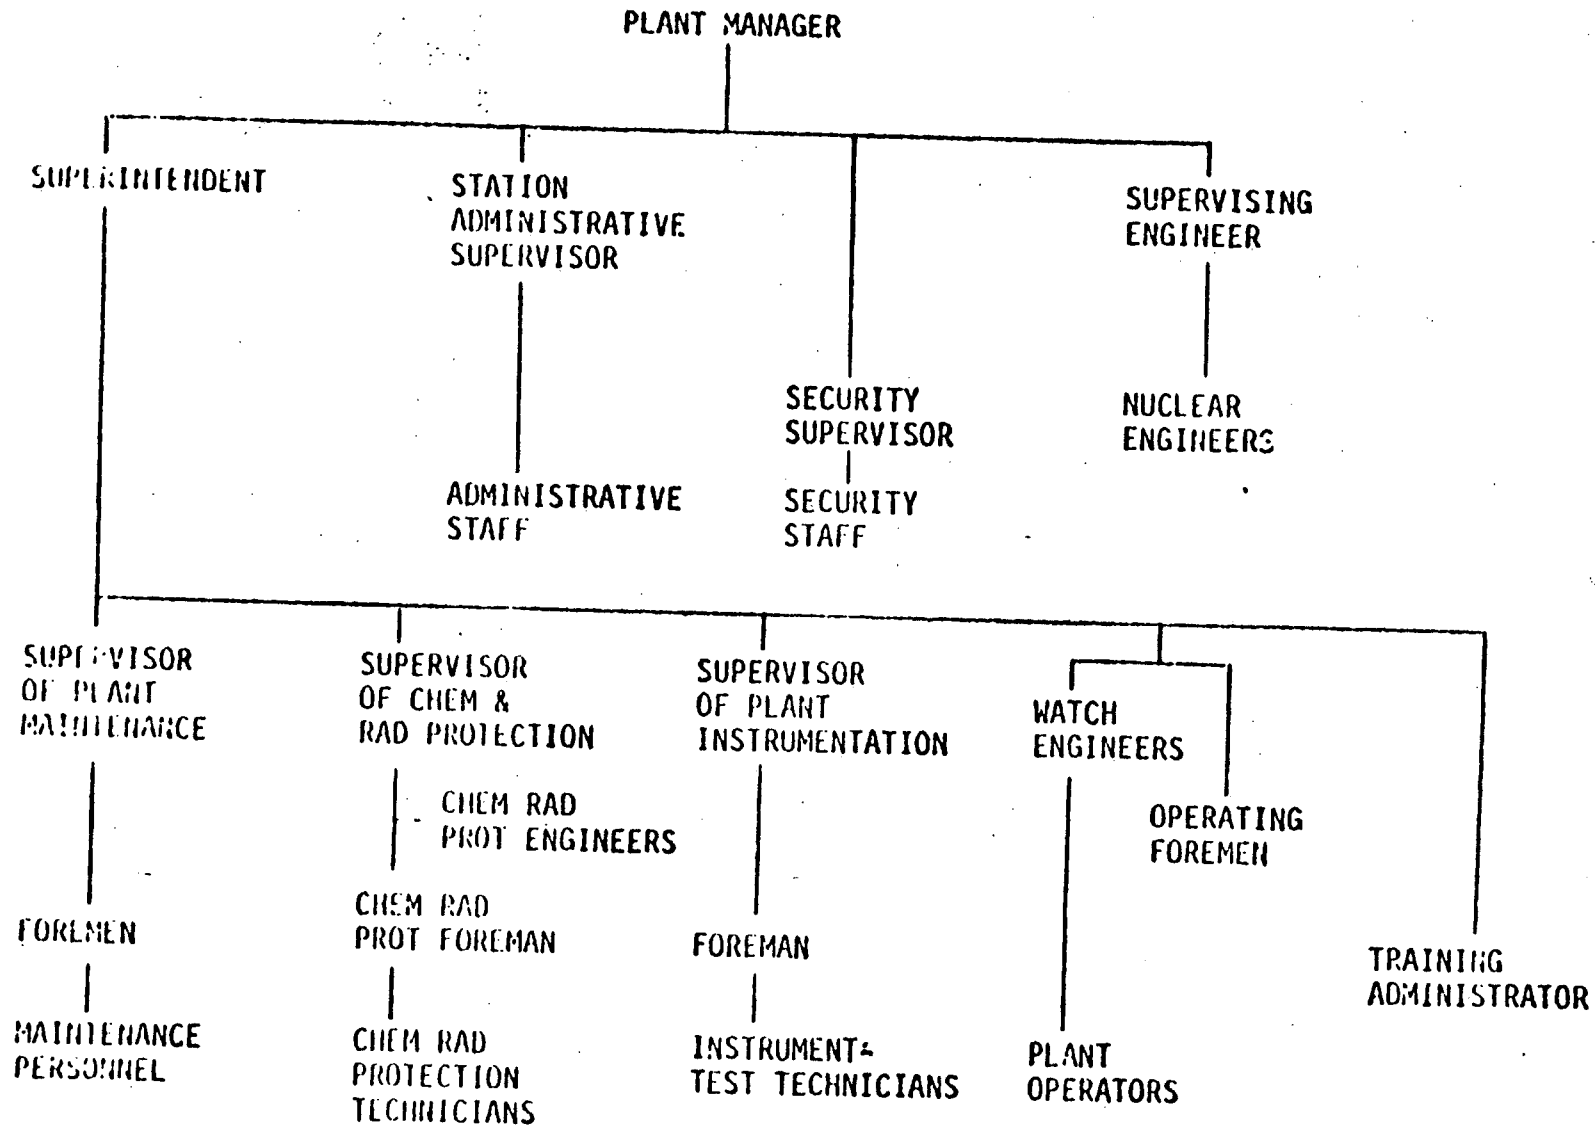 PLANT MANAGER
SUPERINTENDENT
STATION
ADMINISTRATIVE
SUPERVISOR
SUPERVISING
ENGINEER
SECURITY
SUPERVISOR
NUCLEAR
ENGINEERS
ADMINISTRATIVE
STAFF
SECURITY
STAFF
SUPERVISOR
OF PLANT
MAINTENANCE
SUPERVISOR
OF CHEM &
RAD PROTECTION
SUPERVISOR
OF PLANT
INSTRUMENTATION
WATCH
ENGINEERS
CHEM RAD
PROT ENGINEERS
OPERATING
FOREMEN
FOREMEN
CHEM RAD
PROT FOREMAN
FOREMAN
TRAINING
ADMINISTRATOR
MAINTENANCE
PERSONNEL
CHEM RAD
PROTECTION
TECHNICIANS
INSTRUMENT&
TEST TECHNICIANS
PLANT
OPERATORS